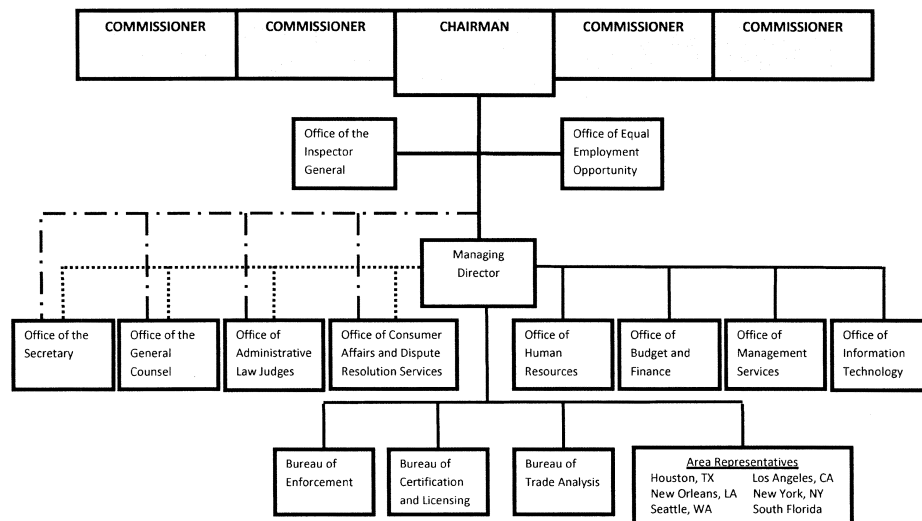 COMMISSIONER COMMISSIONER CHAIRMAN COMMISSIONER COMMISSIONER
Office of the
Inspector
General
Office of Equal
Employment
Opportunity
Managing
Director
Office of the
Secretary
Office of the
General
Counsel
Office of
Administrative
Law Judges
Office of Consumer
Affairs and Dispute
Resolution Services
Office of
Human
Resources
Office of
Budget and
Finance
Office of
Management
Services
Office of
Information
Technology
Bureau of
Enforcement
Bureau of
Certification
and Licensing
Bureau of
Trade Analysis
Area Representatives
Houston, TX Los Angeles, CA
New Orleans, LA New York, NY
Seattle, WA South Florida